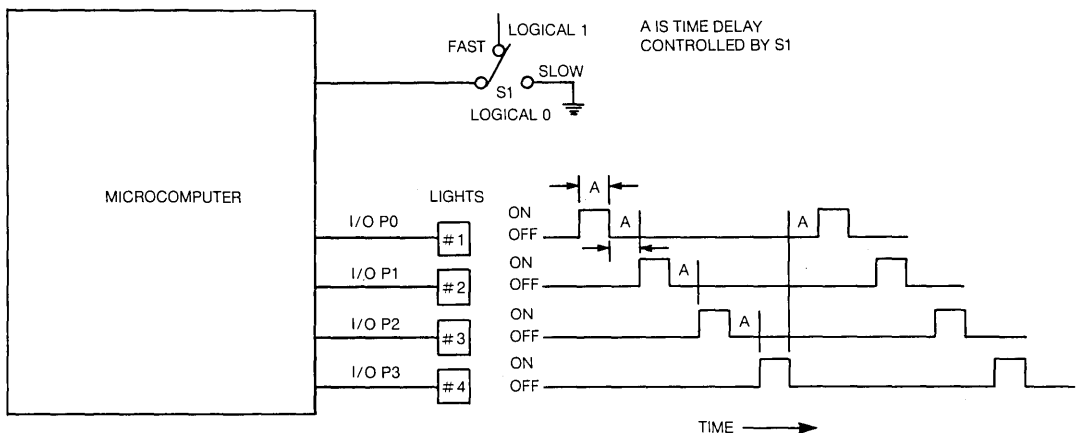 LOGICAL 1
FAST
SLOW
S1
LOGICAL 0
A IS TIME DELAY
CONTROLLED BY S1
MICROCOMPUTER
LIGHTS
I/O P0
#1
ON
OFF
A
A
A
I/O P1
#2
ON
OFF
A
I/O P2
#3
ON
OFF
A
I/O P3
#4
ON
OFF
TIME